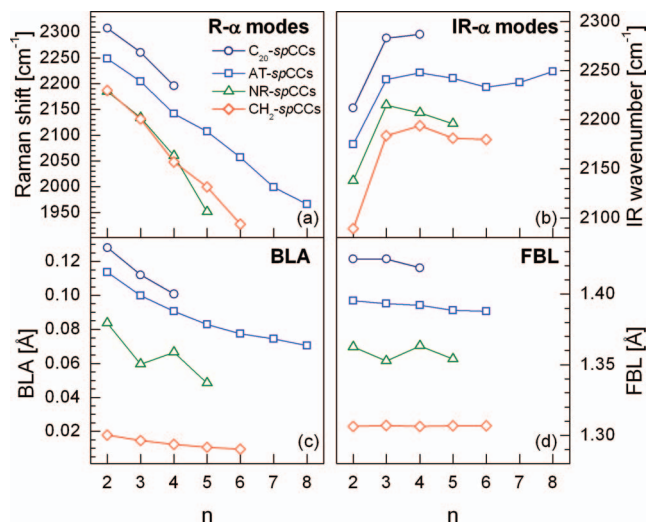 R-α modes
IR-α modes
Raman shift [cm⁻¹]
2300
2250
2200
2150
2100
2050
2000
1950
C₂₀-spCCs
AT-spCCs
NR-spCCs
CH₂-spCCs
(a)
(b)
2300
2250
2200
2150
2100
IR wavenumber [cm⁻¹]
BLA
FBL
BLA [Å]
0.12
0.10
0.08
0.06
0.04
0.02
(c)
(d)
1.40
1.35
1.30
FBL [Å]
2 3 4 5 6 7 8
2 3 4 5 6 7 8
n
n